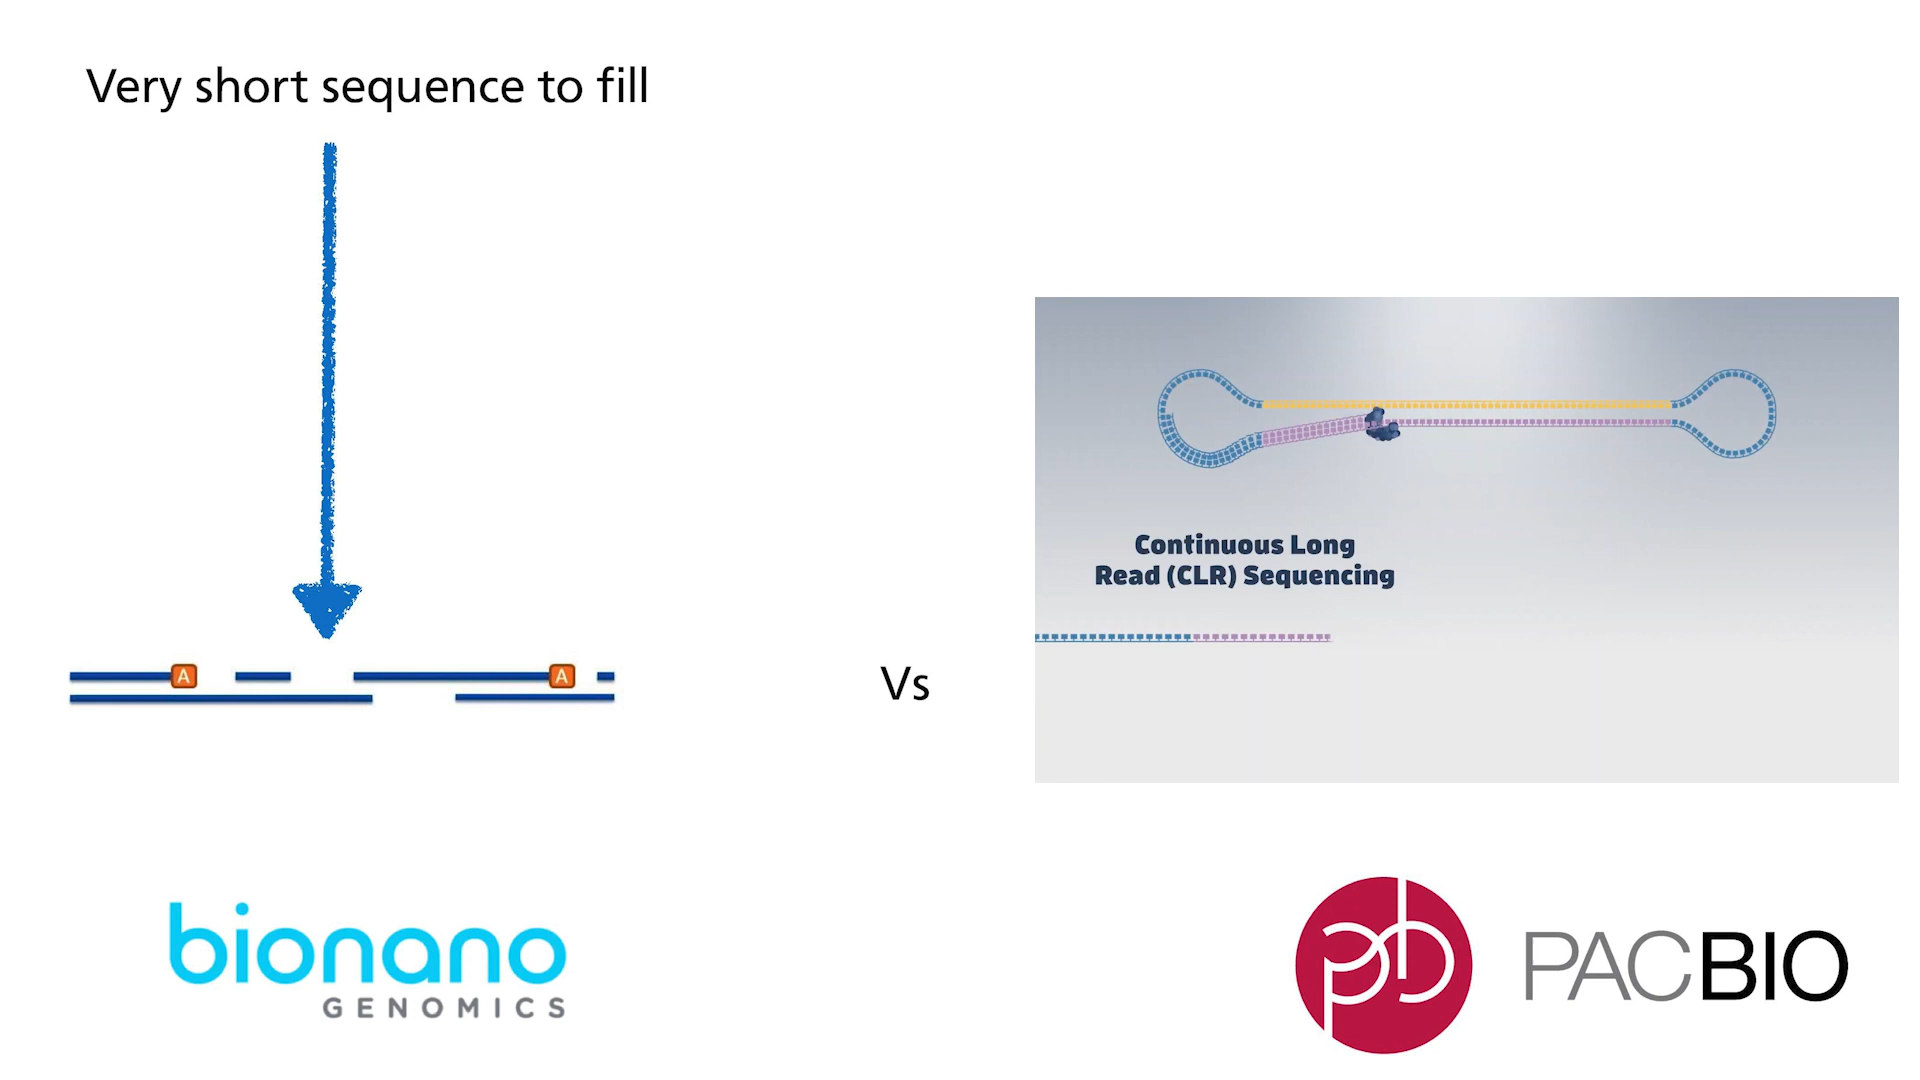 Very short sequence to fill
A
A
Vs
Continuous Long
Read (CLR) Sequencing
bionano
GENOMICS
pb
PACBIO